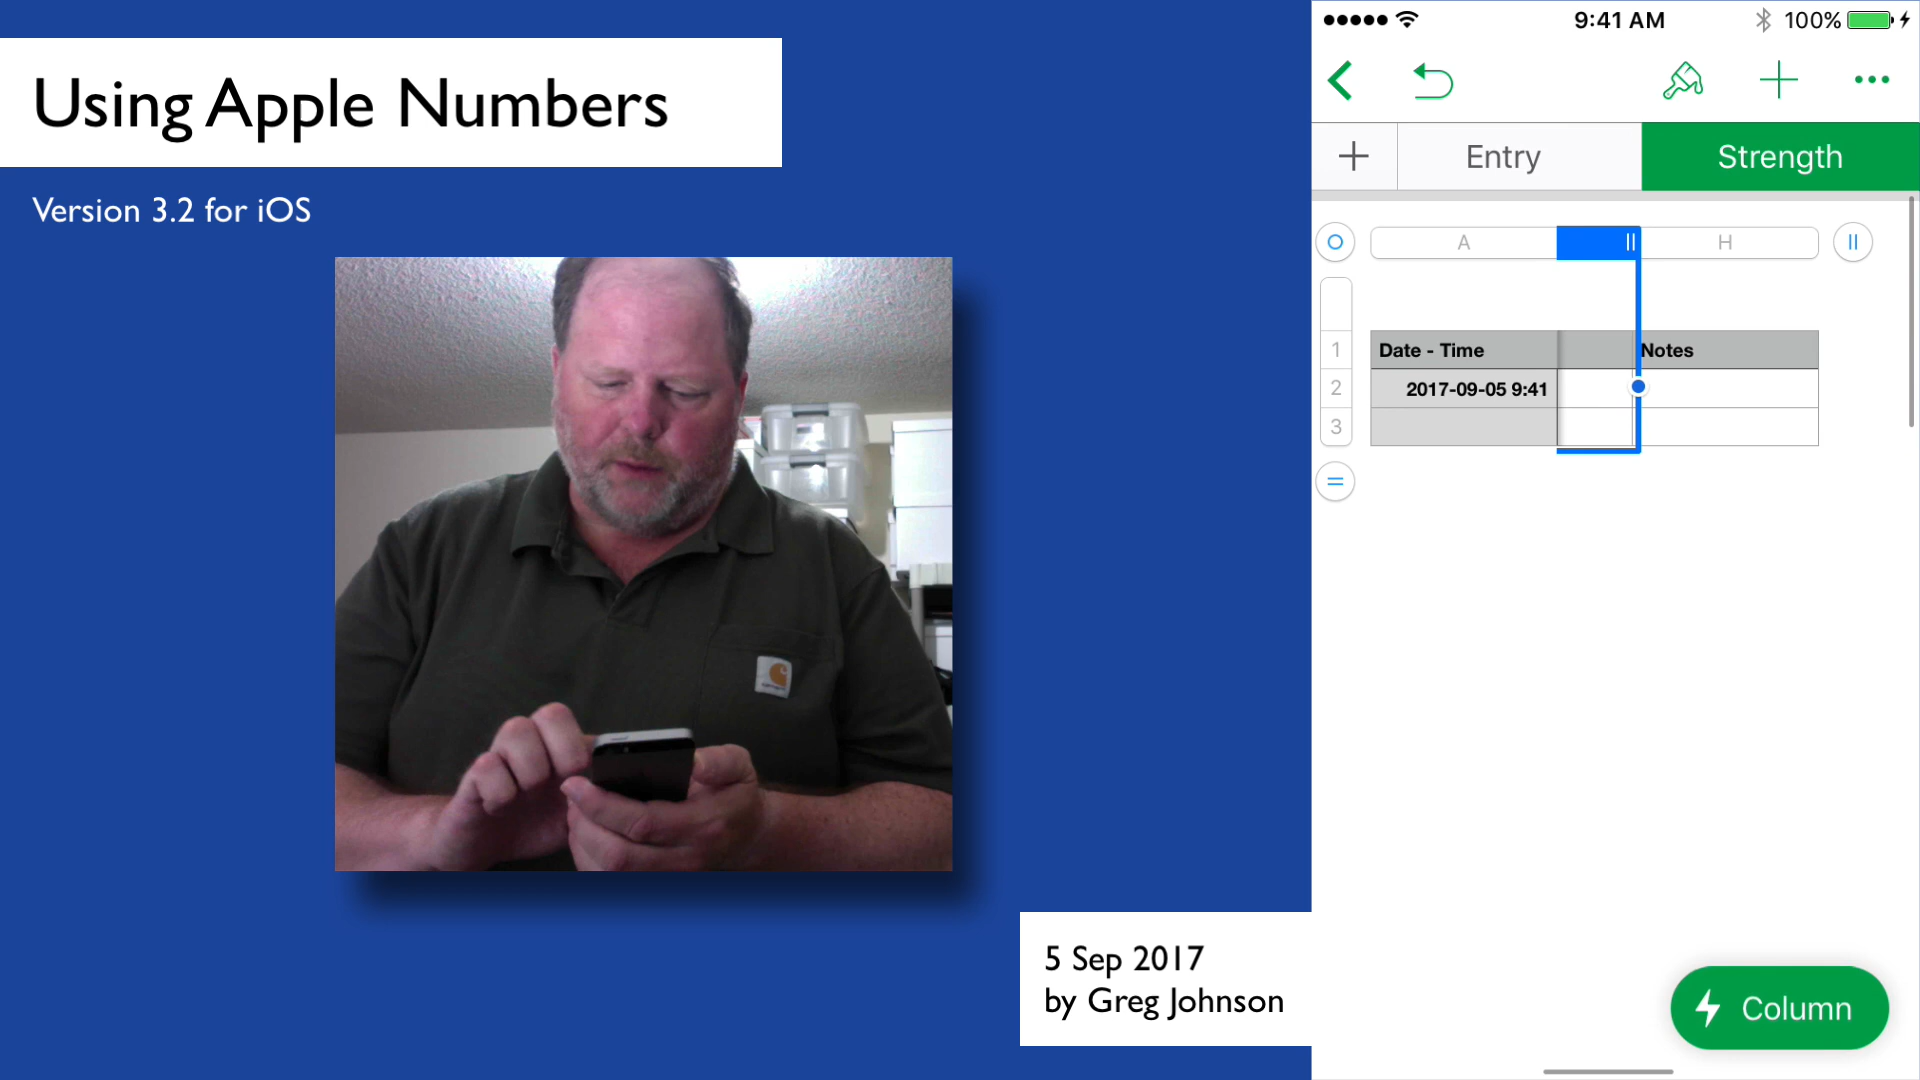 Using Apple Numbers
Version 3.2 for iOS
5 Sep 2017
by Greg Johnson
9:41 AM
100%
Entry
Strength
A
H
1
Date - Time
Notes
2
2017-09-05 9:41
3
Column